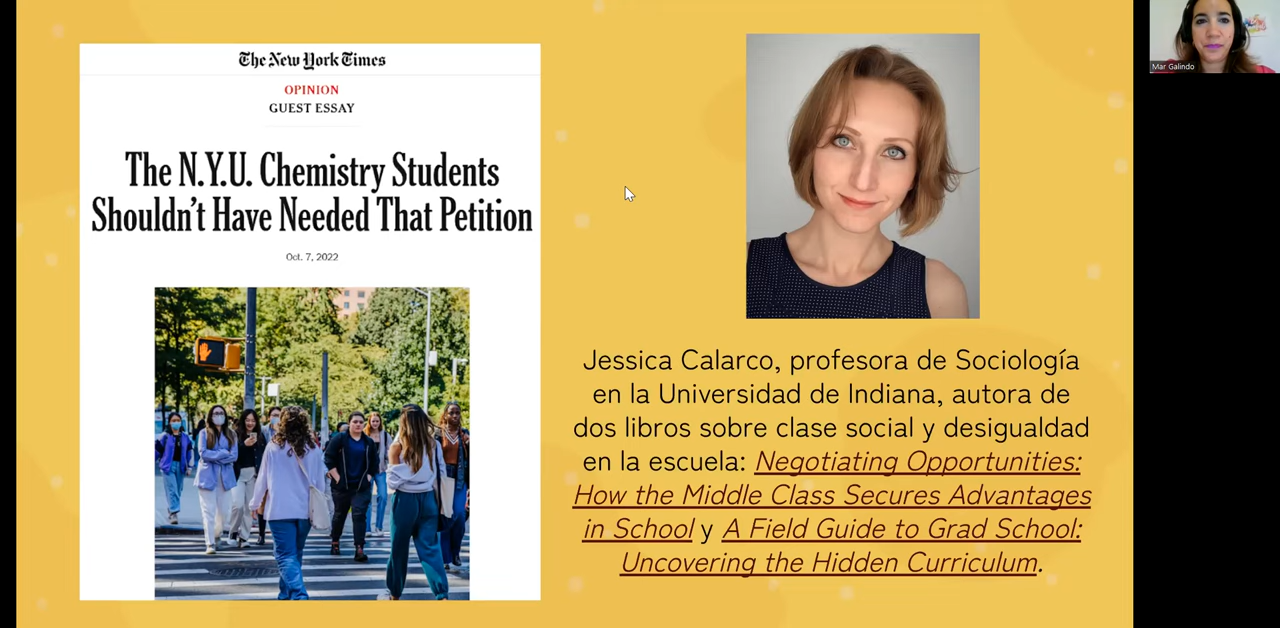 The New York Times
OPINION
GUEST ESSAY
The N.Y.U. Chemistry Students
Shouldn't Have Needed That Petition
Oct. 7, 2022
Jessica Calarco, profesora de Sociología
en la Universidad de Indiana, autora de
dos libros sobre clase social y desigualdad
en la escuela: Negotiating Opportunities:
How the Middle Class Secures Advantages
in School y A Field Guide to Grad School:
Uncovering the Hidden Curriculum.
Mar Galindo